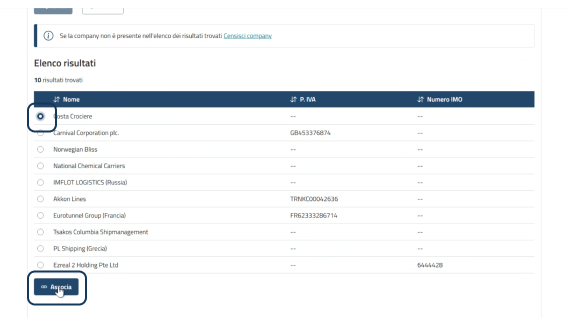 Se la company non è presente nell'elenco dei risultati trovati Censisci company
Elenco risultati
10 risultati trovati
Nome P. IVA Numero IMO
Costa Crociere -- --
Carnival Corporation plc. GB453376874 --
Norwegian Bliss -- --
National Chemical Carriers -- --
IMFLOT LOGISTICS (Russia) -- --
Akkon Lines TRNKC00042636 --
Eurotunnel Group (Francia) FR62333286714 --
Tsakos Columbia Shipmanagement -- --
PL Shipping (Grecia) -- --
Ezreal 2 Holding Pte Ltd -- 6444428
Associa